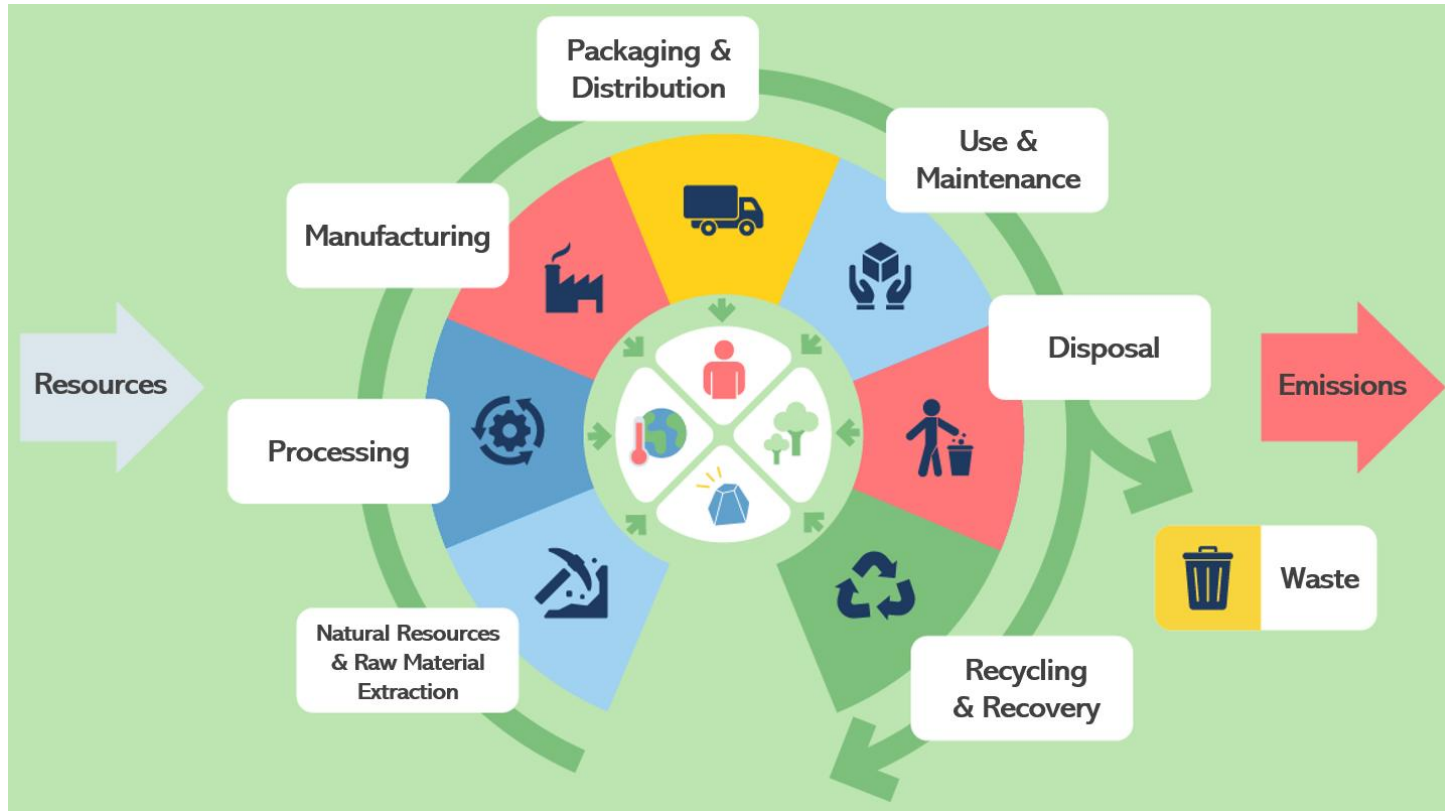 Packaging &
Distribution
Use &
Maintenance
Manufacturing
Disposal
Resources
Emissions
Processing
Waste
Natural Resources
& Raw Material
Extraction
Recycling
& Recovery